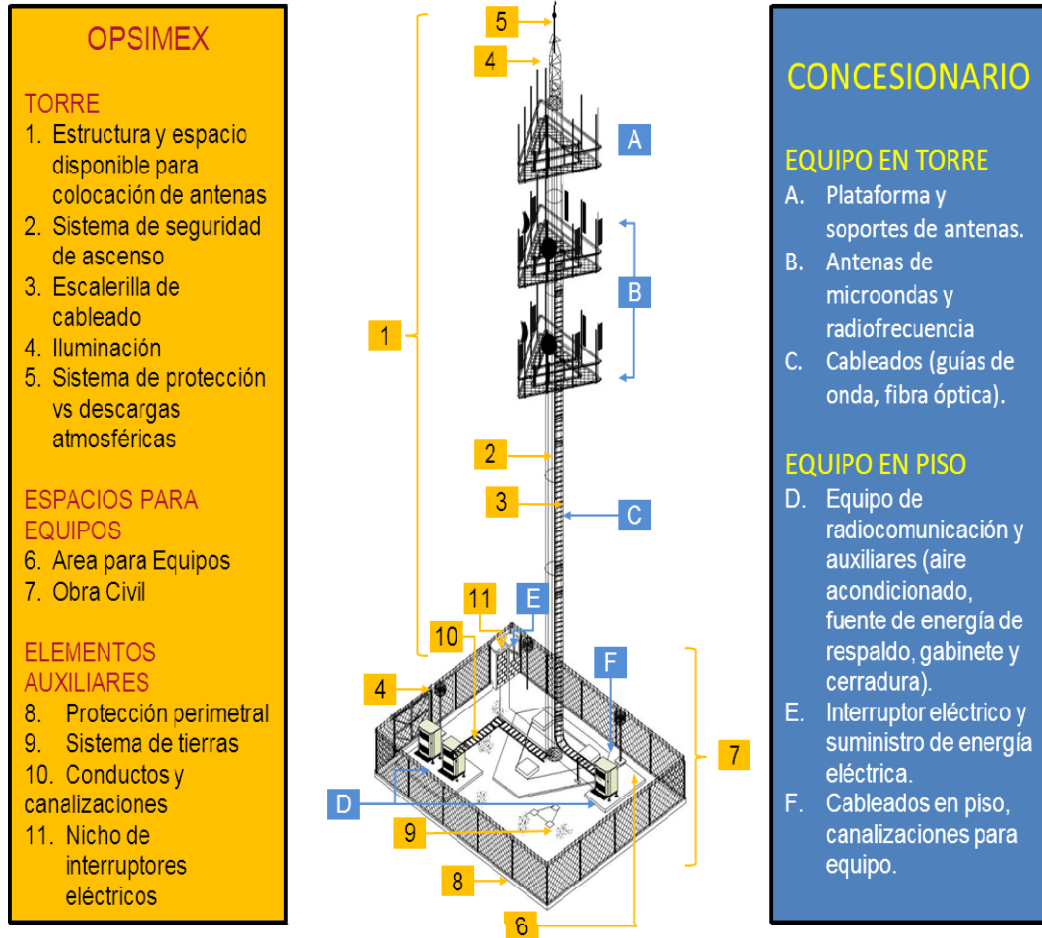 OPSIMEX
TORRE
1. Estructura y espacio
disponible para
colocación de antenas
2. Sistema de seguridad
de ascenso
3. Escalerilla de
cableado
4. Iluminación
5. Sistema de protección
vs descargas
atmosféricas
ESPACIOS PARA
EQUIPOS
6. Area para Equipos
7. Obra Civil
ELEMENTOS
AUXILIARES
8. Protección perimetral
9. Sistema de tierras
10. Conductos y
canalizaciones
11. Nicho de
interruptores
eléctricos
5
4
A
B
1
2
3
C
11
E
10
F
4
7
D
9
8
6
CONCESIONARIO
EQUIPO EN TORRE
A. Plataforma y
soportes de antenas.
B. Antenas de
microondas y
radiofrecuencia
C. Cableados (guías de
onda, fibra óptica).
EQUIPO EN PISO
D. Equipo de
radiocomunicación y
auxiliares (aire
acondicionado,
fuente de energía de
respaldo, gabinete y
cerradura).
E. Interruptor eléctrico y
suministro de energía
eléctrica.
F. Cableados en piso,
canalizaciones para
equipo.